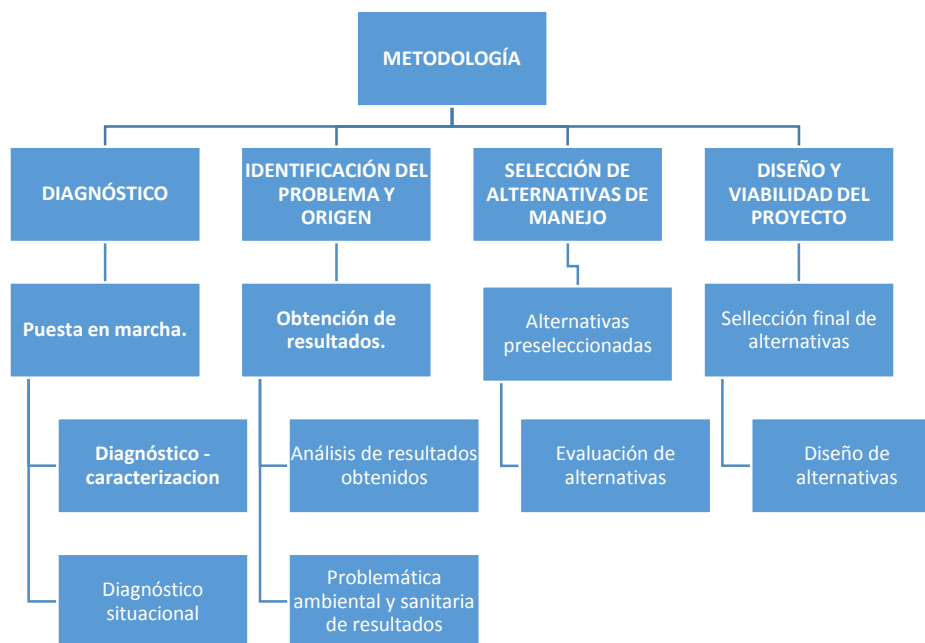 METODOLOGÍA
DIAGNÓSTICO
IDENTIFICACIÓN DEL
PROBLEMA Y
ORIGEN
SELECCIÓN DE
ALTERNATIVAS DE
MANEJO
DISEÑO Y
VIABILIDAD DEL
PROYECTO
Puesta en marcha.
Obtención de
resultados.
Alternativas
preseleccionadas
Sellección final de
alternativas
Diagnóstico -
caracterizacion
Análisis de resultados
obtenidos
Evaluación de
alternativas
Diseño de
alternativas
Diagnóstico
situacional
Problemática
ambiental y sanitaria
de resultados